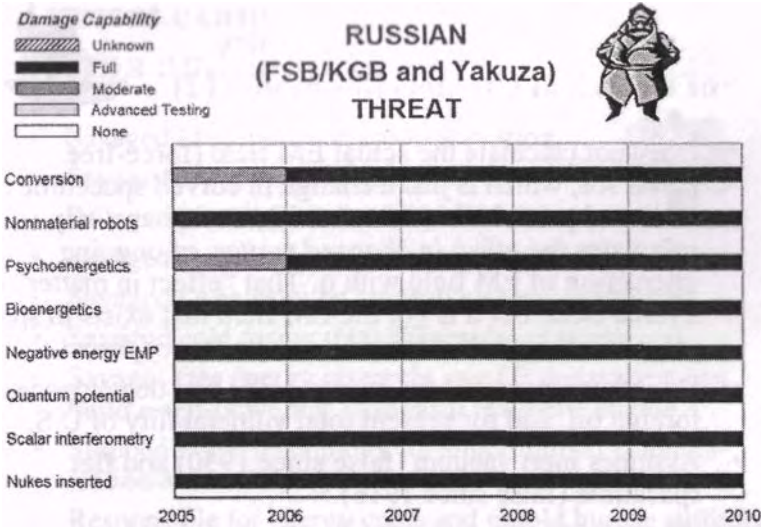 Damage Capability
Unknown
Full
Moderate
Advanced Testing
None
RUSSIAN
(FSB/KGB and Yakuza)
THREAT
Conversion
Nonmaterial robots
Psychoenergetics
Bioenergetics
Negative energy EMP
Quantum potential
Scalar interferometry
Nukes inserted
2005 2006 2007 2008 2009 2010